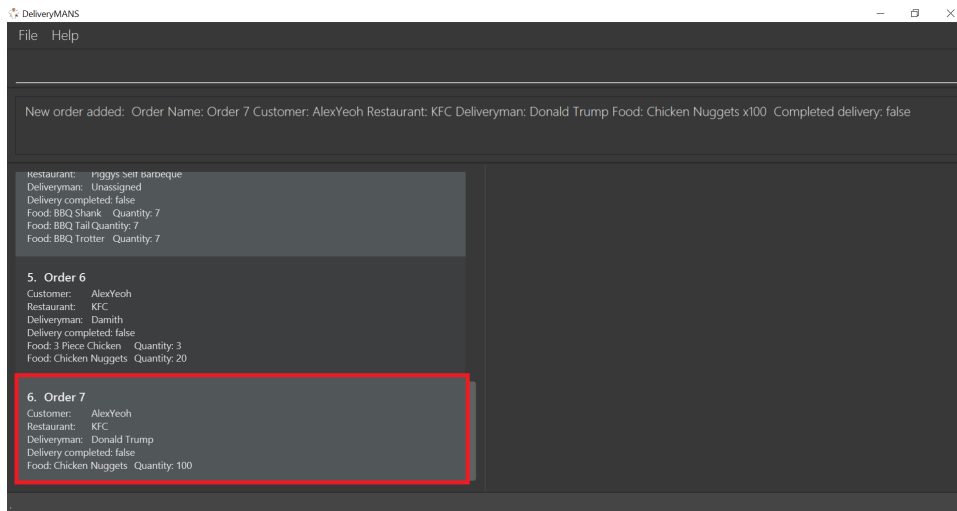 DeliveryMANS
File Help
New order added: Order Name: Order 7 Customer: AlexYeoh Restaurant: KFC Deliveryman: Donald Trump Food: Chicken Nuggets x100 Completed delivery: false
Restaurant: Piggys Self Barbeque
Deliveryman: Unassigned
Delivery completed: false
Food: BBQ Shank Quantity: 7
Food: BBQ Tail Quantity: 7
Food: BBQ Trotter Quantity: 7
5. Order 6
Customer: AlexYeoh
Restaurant: KFC
Deliveryman: Damith
Delivery completed: false
Food: 3 Piece Chicken Quantity: 3
Food: Chicken Nuggets Quantity: 20
6. Order 7
Customer: AlexYeoh
Restaurant: KFC
Deliveryman: Donald Trump
Delivery completed: false
Food: Chicken Nuggets Quantity: 100